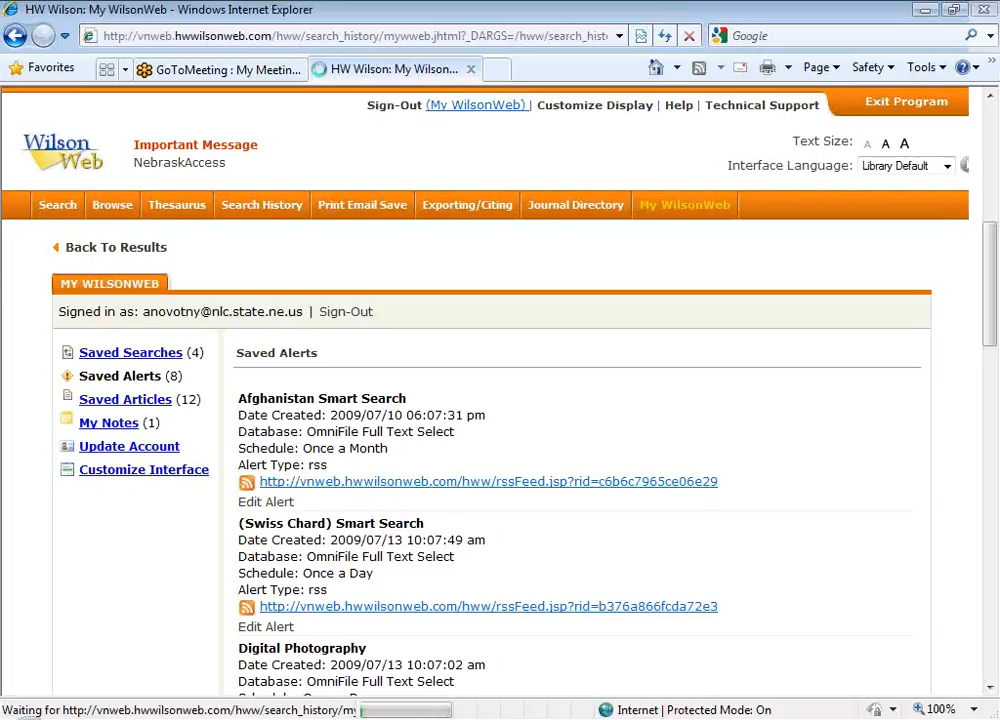 HW Wilson: My WilsonWeb - Windows Internet Explorer
http://vnweb.hwwilsonweb.com/hww/search_history/mywweb.jhtml?_DARGS=/hww/search_histo
Google
Favorites
GoToMeeting : My Meetin...
HW Wilson: My Wilson...
Page
Safety
Tools
Sign-Out (My WilsonWeb) | Customize Display | Help | Technical Support
Exit Program
Wilson Web
Important Message
NebraskAccess
Text Size: A A A
Interface Language: Library Default
Search
Browse
Thesaurus
Search History
Print Email Save
Exporting/Citing
Journal Directory
My WilsonWeb
Back To Results
MY WILSONWEB
Signed in as: anovotny@nlc.state.ne.us | Sign-Out
Saved Searches (4)
Saved Alerts (8)
Saved Articles (12)
My Notes (1)
Update Account
Customize Interface
Saved Alerts
Afghanistan Smart Search
Date Created: 2009/07/10 06:07:31 pm
Database: OmniFile Full Text Select
Schedule: Once a Month
Alert Type: rss
http://vnweb.hwwilsonweb.com/hww/rssFeed.jsp?rid=c6b6c7965ce06e29
Edit Alert
(Swiss Chard) Smart Search
Date Created: 2009/07/13 10:07:49 am
Database: OmniFile Full Text Select
Schedule: Once a Day
Alert Type: rss
http://vnweb.hwwilsonweb.com/hww/rssFeed.jsp?rid=b376a866fcda72e3
Edit Alert
Digital Photography
Date Created: 2009/07/13 10:07:02 am
Database: OmniFile Full Text Select
Waiting for http://vnweb.hwwilsonweb.com/hww/search_history/my
Internet | Protected Mode: On
100%